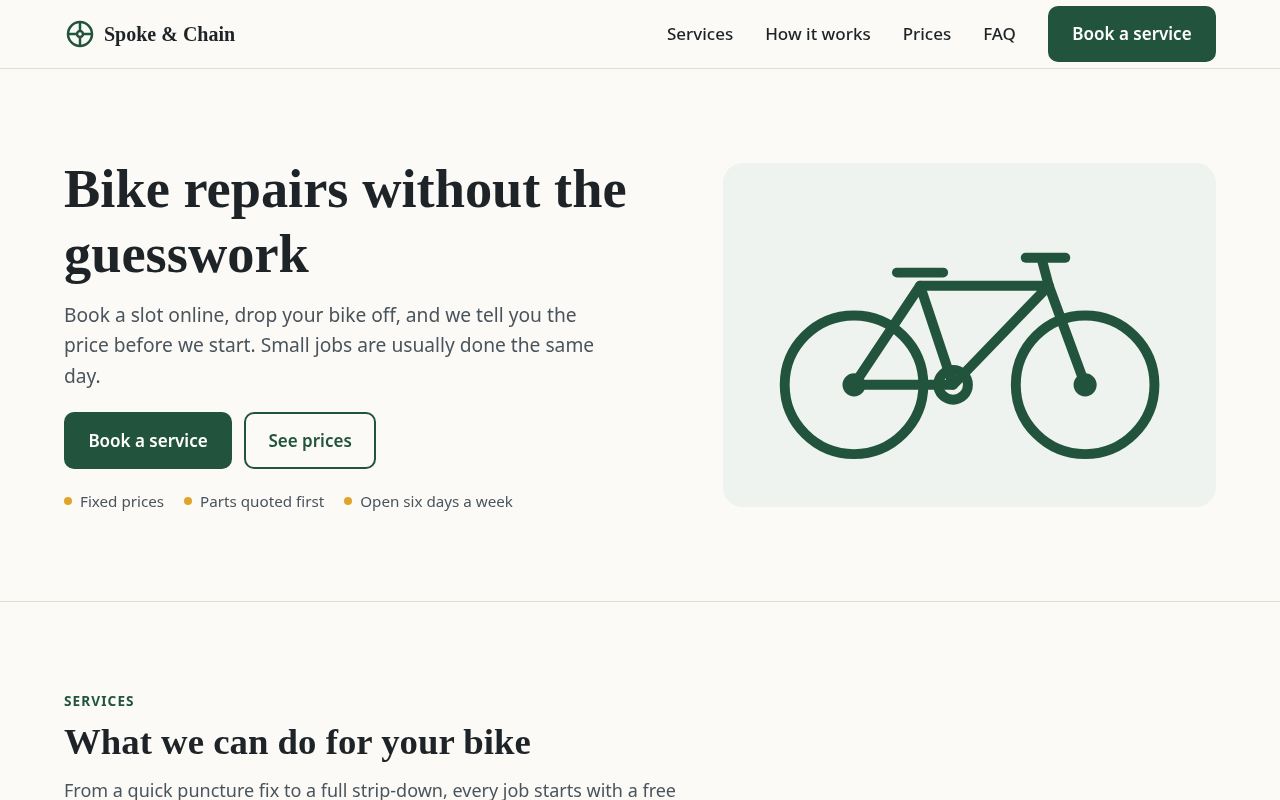 Spoke & Chain
Services
How it works
Prices
FAQ
Book a service
Bike repairs without the
guesswork
Book a slot online, drop your bike off, and we tell you the
price before we start. Small jobs are usually done the same
day.
Book a service
See prices
Fixed prices
Parts quoted first
Open six days a week
SERVICES
What we can do for your bike
From a quick puncture fix to a full strip-down, every job starts with a free